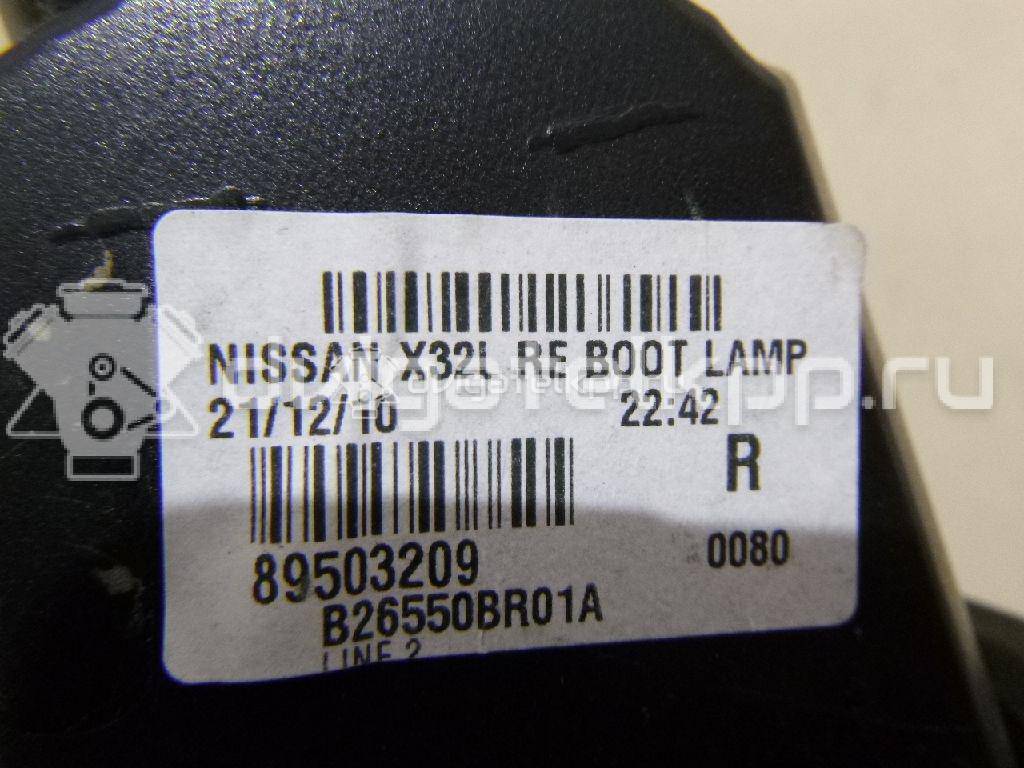 NISSAN X32L RE BOOT LAMP
21/12/10 22:42
R
89503209 0080
B26550BR01A
LINE 2